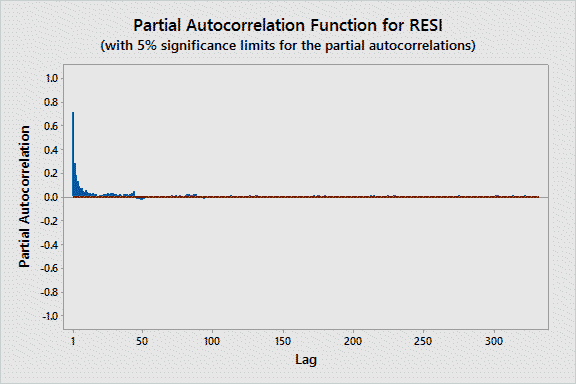 Partial Autocorrelation Function for RESI
(with 5% significance limits for the partial autocorrelations)
Partial Autocorrelation
1.0
0.8
0.6
0.4
0.2
0.0
-0.2
-0.4
-0.6
-0.8
-1.0
1 50 100 150 200 250 300
Lag